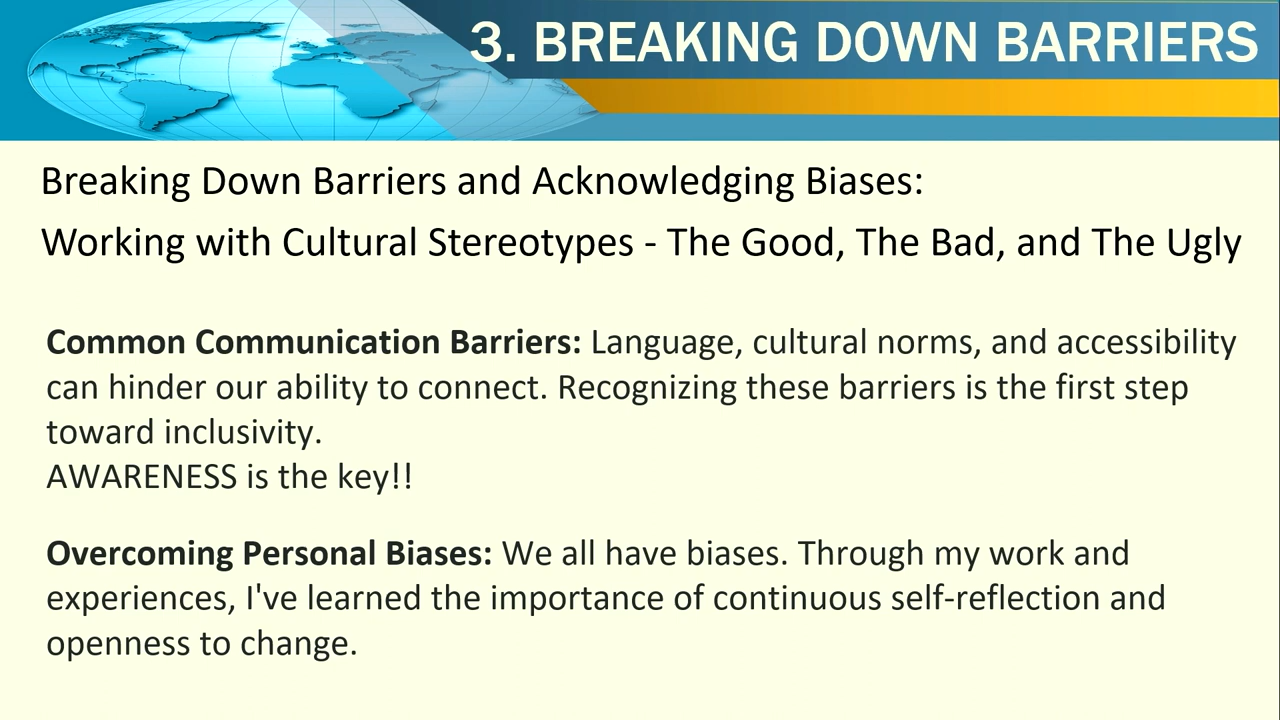 3. BREAKING DOWN BARRIERS
Breaking Down Barriers and Acknowledging Biases:
Working with Cultural Stereotypes - The Good, The Bad, and The Ugly
Common Communication Barriers: Language, cultural norms, and accessibility
can hinder our ability to connect. Recognizing these barriers is the first step
toward inclusivity.
AWARENESS is the key!!
Overcoming Personal Biases: We all have biases. Through my work and
experiences, I've learned the importance of continuous self-reflection and
openness to change.